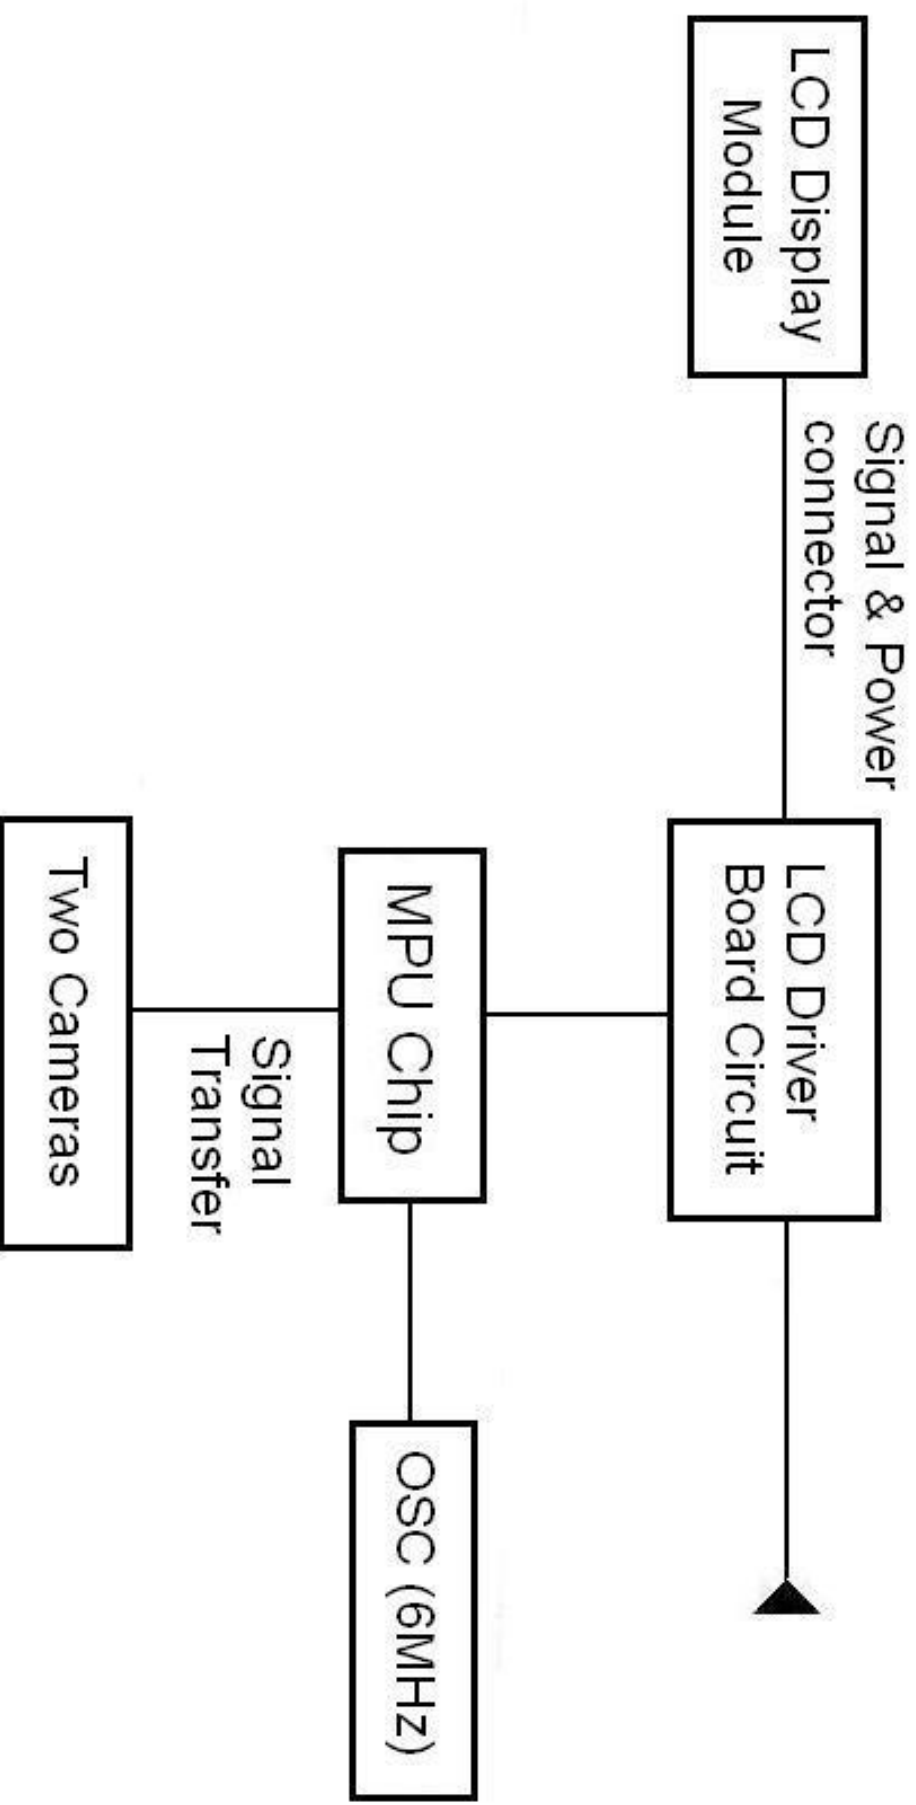 LCD Display
Module
Signal & Power
connector
LCD Driver
Board Circuit
MPU Chip
OSC (6MHz)
Signal
Transfer
Two Cameras